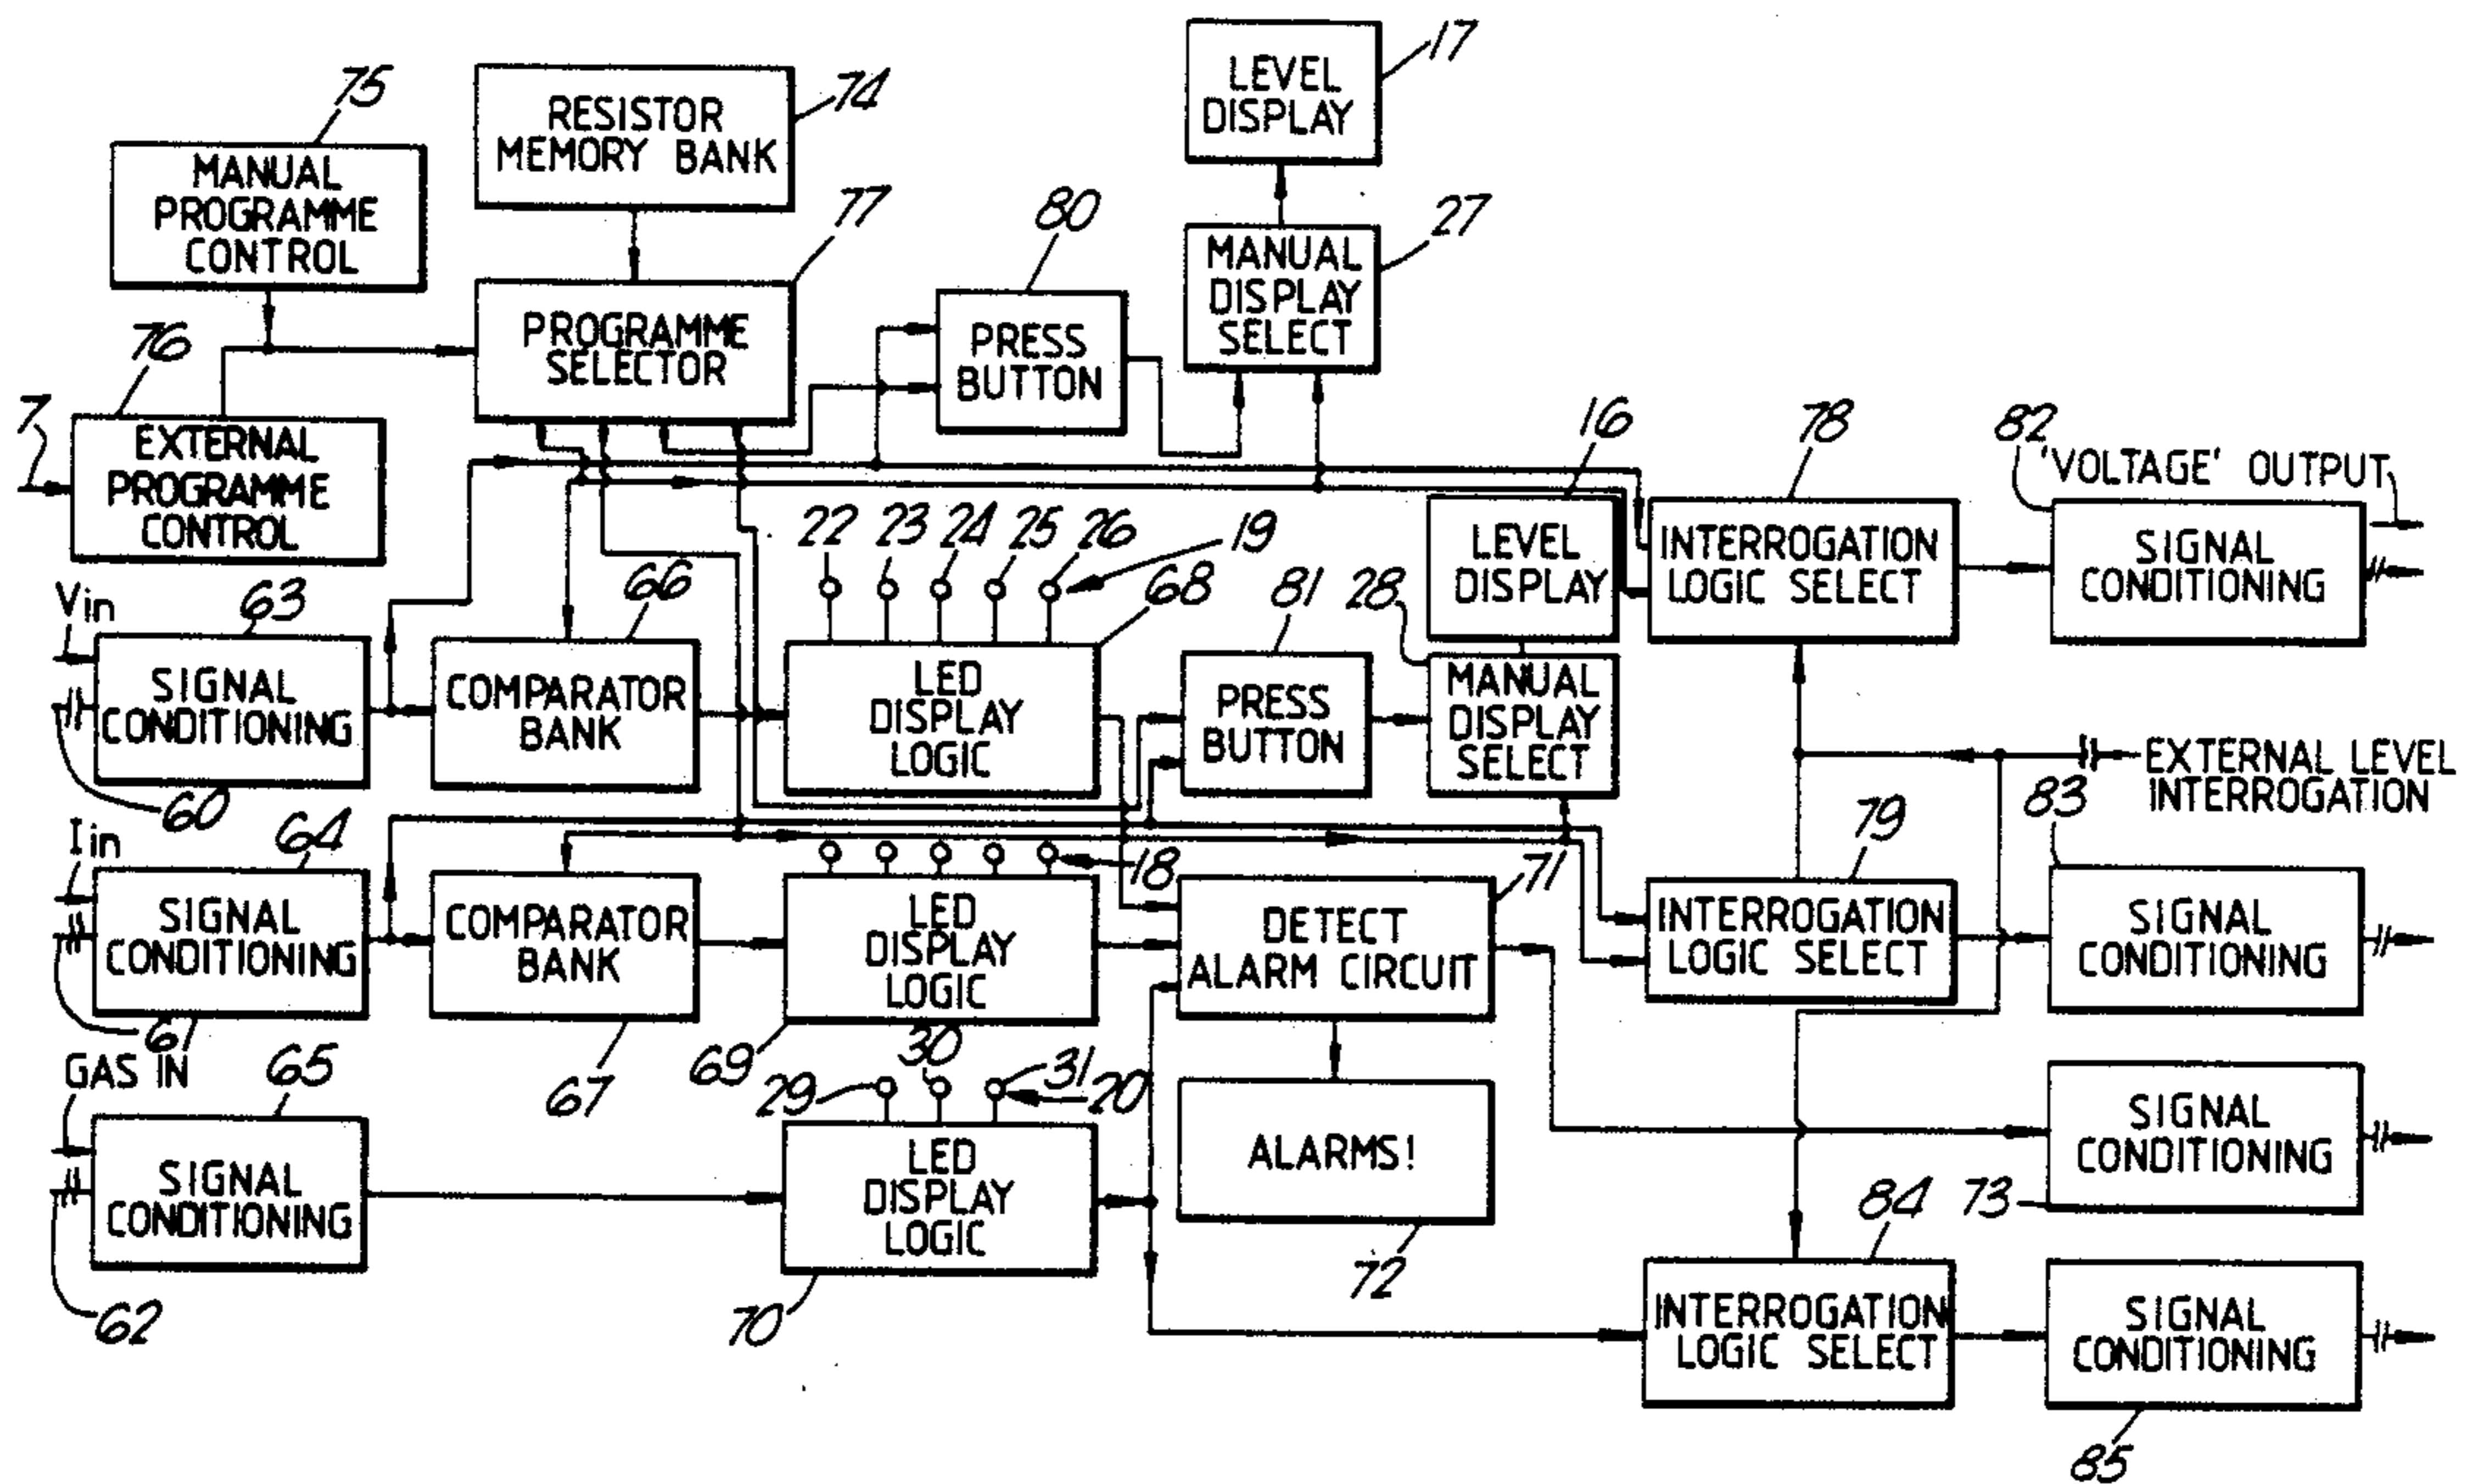 17
LEVEL
DISPLAY
75
74
RESISTOR
MEMORY BANK
MANUAL
PROGRAMME
CONTROL
77
80
27
MANUAL
DISPLAY
SELECT
PROGRAMME
SELECTOR
PRESS
BUTTON
76
7
EXTERNAL
PROGRAMME
CONTROL
16
78
82
'VOLTAGE' OUTPUT
22
23
24
25
26
19
LEVEL
DISPLAY
INTERROGATION
LOGIC SELECT
SIGNAL
CONDITIONING
Vin
63
66
68
81
28
SIGNAL
CONDITIONING
COMPARATOR
BANK
LED
DISPLAY
LOGIC
PRESS
BUTTON
MANUAL
DISPLAY
SELECT
EXTERNAL LEVEL
INTERROGATION
60
Iin
64
18
71
79
83
SIGNAL
CONDITIONING
COMPARATOR
BANK
LED
DISPLAY
LOGIC
DETECT
ALARM CIRCUIT
INTERROGATION
LOGIC SELECT
SIGNAL
CONDITIONING
61
67
69
GAS IN
65
29
30
31
20
SIGNAL
CONDITIONING
LED
DISPLAY
LOGIC
ALARMS!
SIGNAL
CONDITIONING
73
62
70
72
84
INTERROGATION
LOGIC SELECT
SIGNAL
CONDITIONING
85